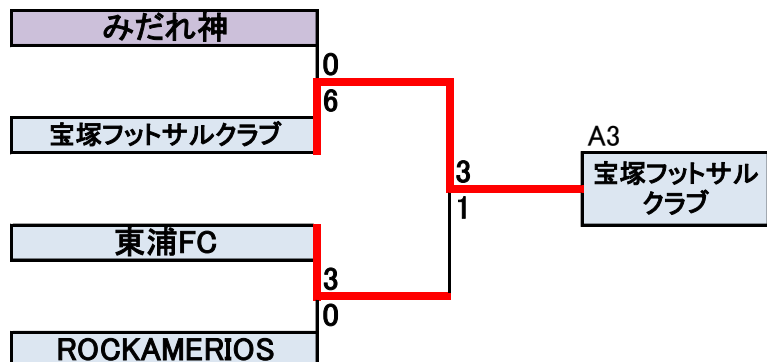 みだれ神
0
6
宝塚フットサルクラブ
A3
3
1
宝塚フットサル
クラブ
東浦FC
3
0
ROCKAMERIOS